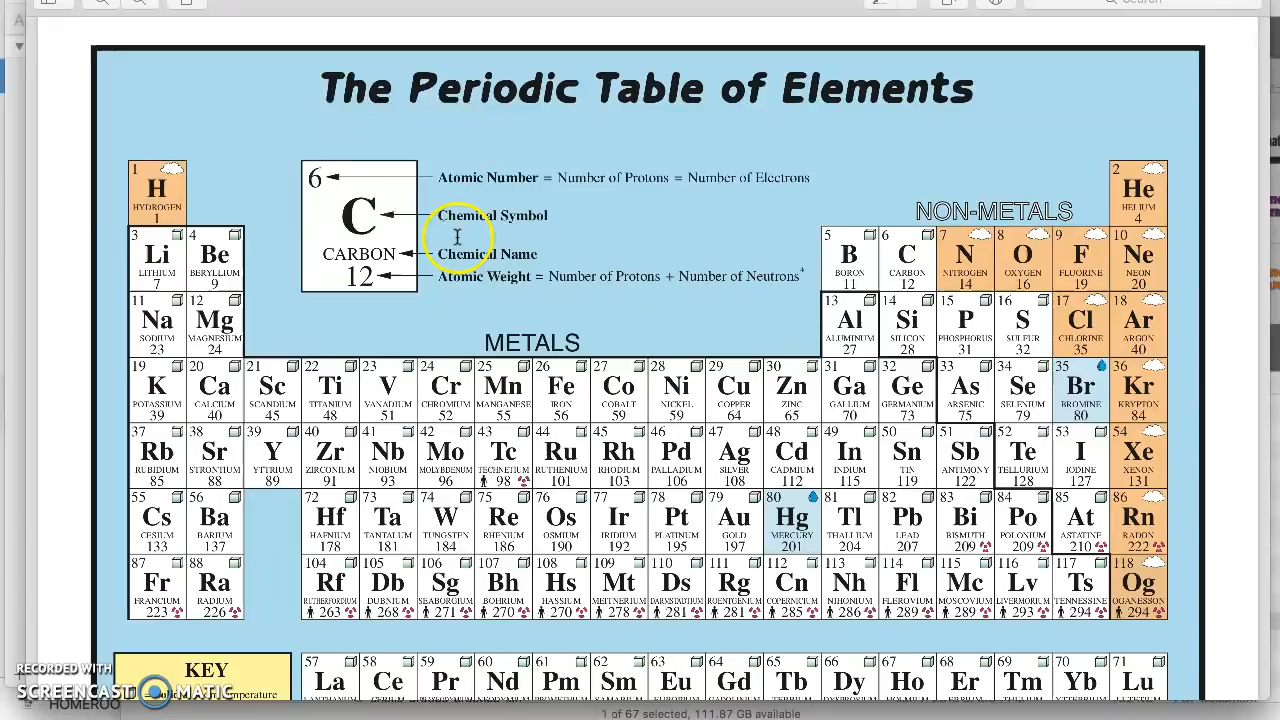 Search
The Periodic Table of Elements
1 H HYDROGEN 1
6 C CARBON 12
Atomic Number = Number of Protons = Number of Electrons
Chemical Symbol
Chemical Name
Atomic Weight = Number of Protons + Number of Neutrons*
NON-METALS
2 He HELIUM 4
3 Li LITHIUM 7
4 Be BERYLLIUM 9
5 B BORON 11
6 C CARBON 12
7 N NITROGEN 14
8 O OXYGEN 16
9 F FLUORINE 19
10 Ne NEON 20
11 Na SODIUM 23
12 Mg MAGNESIUM 24
METALS
13 Al ALUMINUM 27
14 Si SILICON 28
15 P PHOSPHORUS 31
16 S SULFUR 32
17 Cl CHLORINE 35
18 Ar ARGON 40
19 K POTASSIUM 39
20 Ca CALCIUM 40
21 Sc SCANDIUM 45
22 Ti TITANIUM 48
23 V VANADIUM 51
24 Cr CHROMIUM 52
25 Mn MANGANESE 55
26 Fe IRON 56
27 Co COBALT 59
28 Ni NICKEL 59
29 Cu COPPER 64
30 Zn ZINC 65
31 Ga GALLIUM 70
32 Ge GERMANIUM 73
33 As ARSENIC 75
34 Se SELENIUM 79
35 Br BROMINE 80
36 Kr KRYPTON 84
37 Rb RUBIDIUM 85
38 Sr STRONTIUM 88
39 Y YTTRIUM 89
40 Zr ZIRCONIUM 91
41 Nb NIOBIUM 93
42 Mo MOLYBDENUM 96
43 Tc TECHNETIUM 98
44 Ru RUTHENIUM 101
45 Rh RHODIUM 103
46 Pd PALLADIUM 106
47 Ag SILVER 108
48 Cd CADMIUM 112
49 In INDIUM 115
50 Sn TIN 119
51 Sb ANTIMONY 122
52 Te TELLURIUM 128
53 I IODINE 127
54 Xe XENON 131
55 Cs CESIUM 133
56 Ba BARIUM 137
72 Hf HAFNIUM 178
73 Ta TANTALUM 181
74 W TUNGSTEN 184
75 Re RHENIUM 186
76 Os OSMIUM 190
77 Ir IRIDIUM 192
78 Pt PLATINUM 195
79 Au GOLD 197
80 Hg MERCURY 201
81 Tl THALLIUM 204
82 Pb LEAD 207
83 Bi BISMUTH 209
84 Po POLONIUM 209
85 At ASTATINE 210
86 Rn RADON 222
87 Fr FRANCIUM 223
88 Ra RADIUM 226
104 Rf RUTHERFORDIUM 263
105 Db DUBNIUM 268
106 Sg SEABORGIUM 271
107 Bh BOHRIUM 270
108 Hs HASSIUM 270
109 Mt MEITNERIUM 278
110 Ds DARMSTADTIUM 281
111 Rg ROENTGENIUM 281
112 Cn COPERNICIUM 285
113 Nh NIHONIUM 286
114 Fl FLEROVIUM 289
115 Mc MOSCOVIUM 289
116 Lv LIVERMORIUM 293
117 Ts TENNESSINE 294
118 Og OGANESSON 294
KEY
temperature
57 La
58 Ce
59 Pr
60 Nd
61 Pm
62 Sm
63 Eu
64 Gd
65 Tb
66 Dy
67 Ho
68 Er
69 Tm
70 Yb
71 Lu
RECORDED WITH
SCREENCAST MATIC
HOMEROO
1 of 67 selected, 111.87 GB available